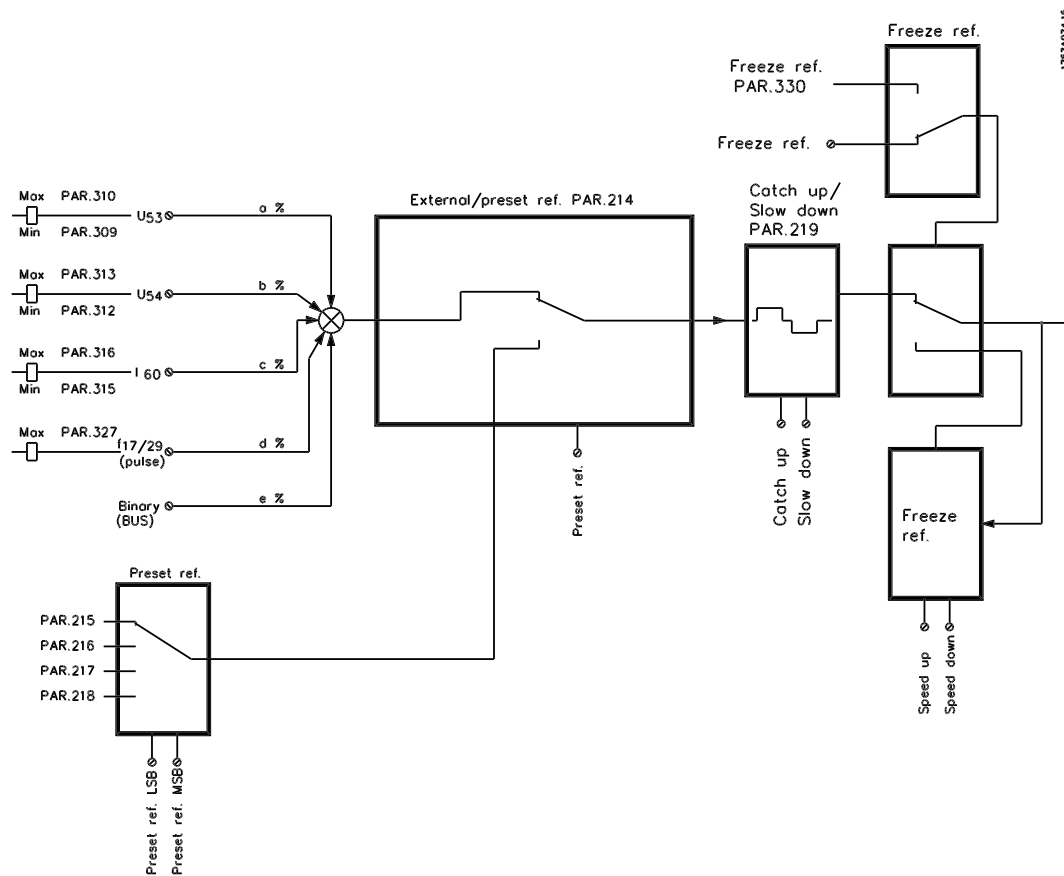 Freeze ref.
Freeze ref.
PAR.330
Freeze ref.
Max PAR.310
U53
a %
Min PAR.309
External/preset ref. PAR.214
Catch up/
Slow down
PAR.219
Max PAR.313
U54
b %
Min PAR.312
Max PAR.316
I 60
c %
Min PAR.315
Max PAR.327
f17/29
(pulse)
d %
Binary
(BUS)
e %
Preset ref.
Catch up
Slow down
Freeze
ref.
Speed up
Speed down
Preset ref.
PAR.215
PAR.216
PAR.217
PAR.218
Preset ref. LSB
Preset ref. MSB